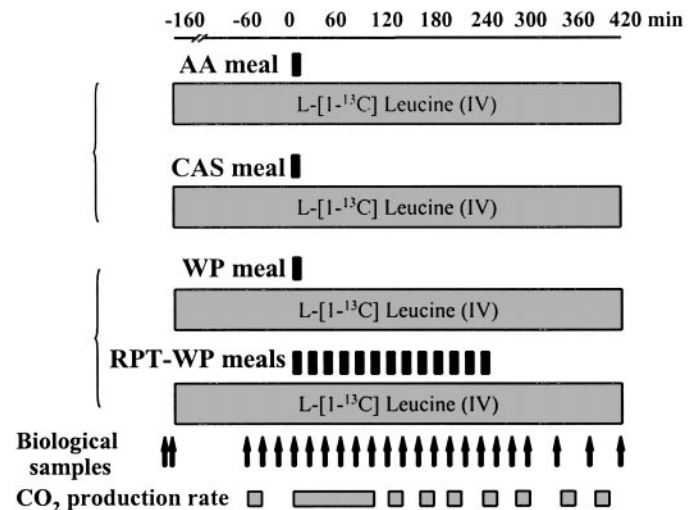 -160 -60 0 60 120 180 240 300 360 420 min
AA meal
L-[1-¹³C] Leucine (IV)
CAS meal
L-[1-¹³C] Leucine (IV)
WP meal
L-[1-¹³C] Leucine (IV)
RPT-WP meals
L-[1-¹³C] Leucine (IV)
Biological
samples
CO₂ production rate